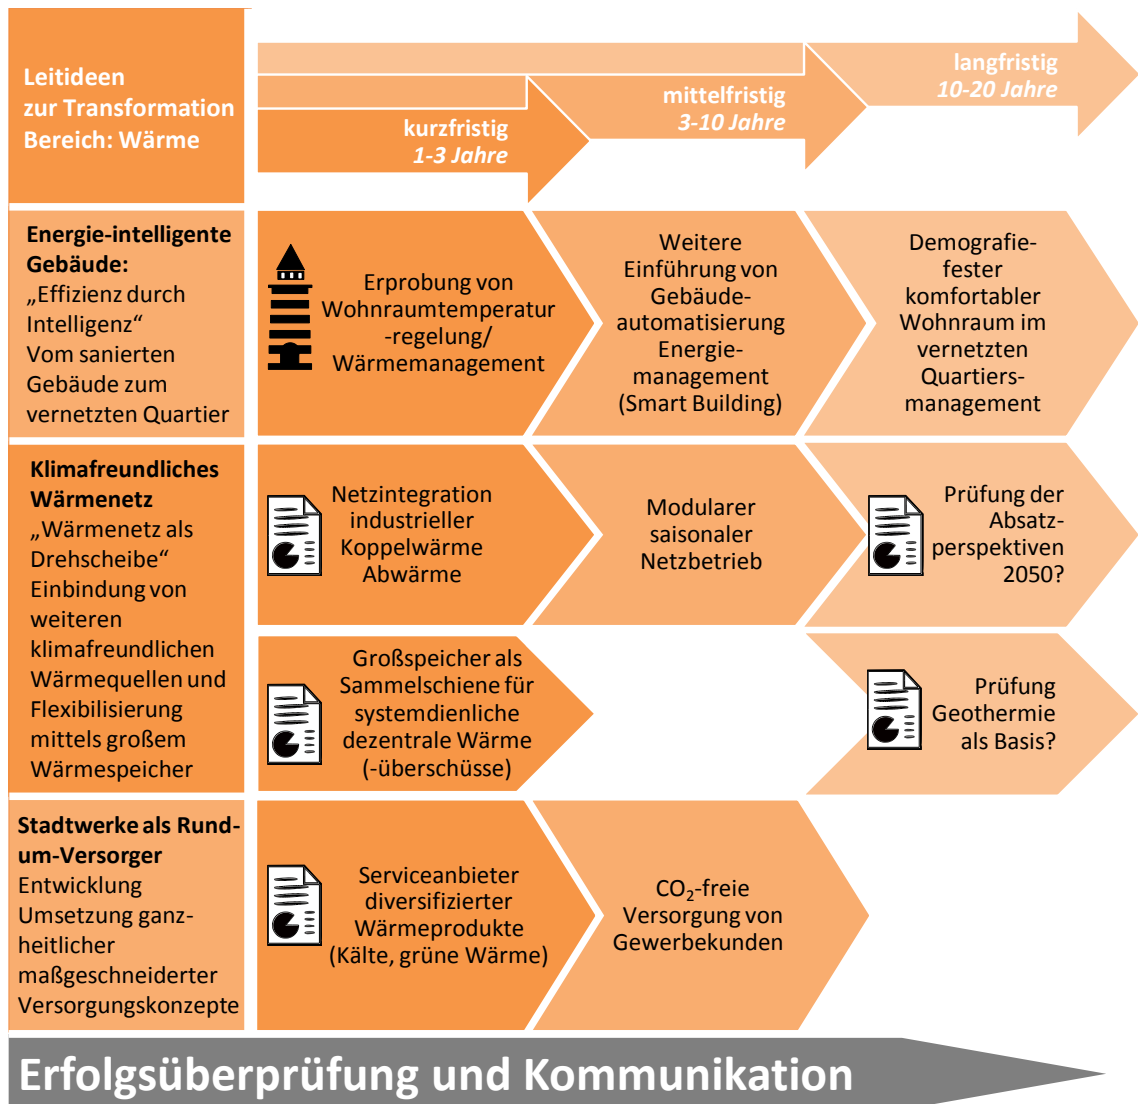 Leitideen
zur Transformation
Bereich: Wärme
kurzfristig
1-3 Jahre
mittelfristig
3-10 Jahre
langfristig
10-20 Jahre
Energie-intelligente
Gebäude:
„Effizienz durch
Intelligenz“
Vom sanierten
Gebäude zum
vernetzten Quartier
Erprobung von
Wohnraumtemperatur
-regelung/
Wärmemanagement
Weitere
Einführung von
Gebäude-
automatisierung
Energie-
management
(Smart Building)
Demografie-
fester
komfortabler
Wohnraum im
vernetzten
Quartiers-
management
Klimafreundliches
Wärmenetz
„Wärmenetz als
Drehscheibe“
Einbindung von
weiteren
klimafreundlichen
Wärmequellen und
Flexibilisierung
mittels großem
Wärmespeicher
Netzintegration
industrieller
Koppelwärme
Abwärme
Modularer
saisonaler
Netzbetrieb
Prüfung der
Absatz-
perspektiven
2050?
Großspeicher als
Sammelschiene für
systemdienliche
dezentrale Wärme
(-überschüsse)
Prüfung
Geothermie
als Basis?
Stadtwerke als Rund-
um-Versorger
Entwicklung
Umsetzung ganz-
heitlicher
maßgeschneiderter
Versorgungskonzepte
Serviceanbieter
diversifizierter
Wärmeprodukte
(Kälte, grüne Wärme)
CO₂-freie
Versorgung von
Gewerbekunden
Erfolgsüberprüfung und Kommunikation